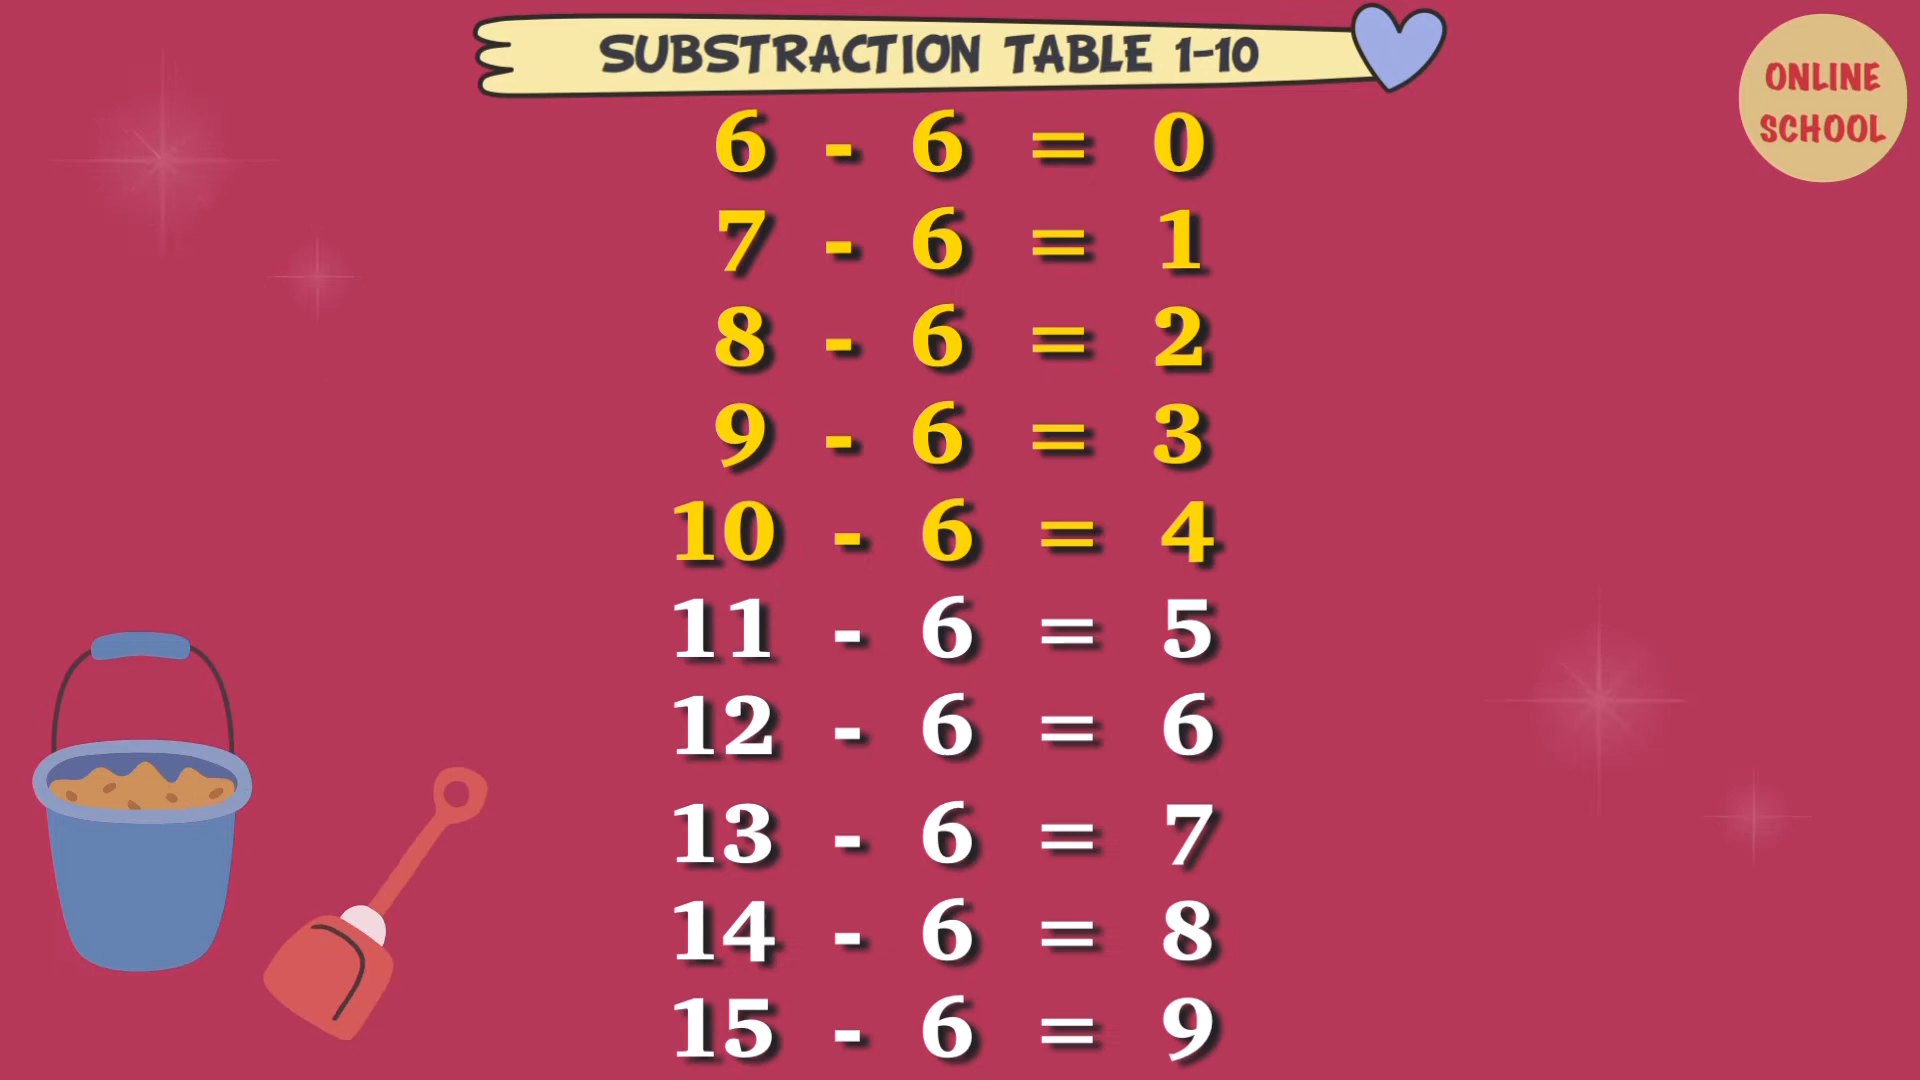 SUBSTRACTION TABLE 1-10
ONLINE
SCHOOL
6 - 6 = 0
7 - 6 = 1
8 - 6 = 2
9 - 6 = 3
10 - 6 = 4
11 - 6 = 5
12 - 6 = 6
13 - 6 = 7
14 - 6 = 8
15 - 6 = 9